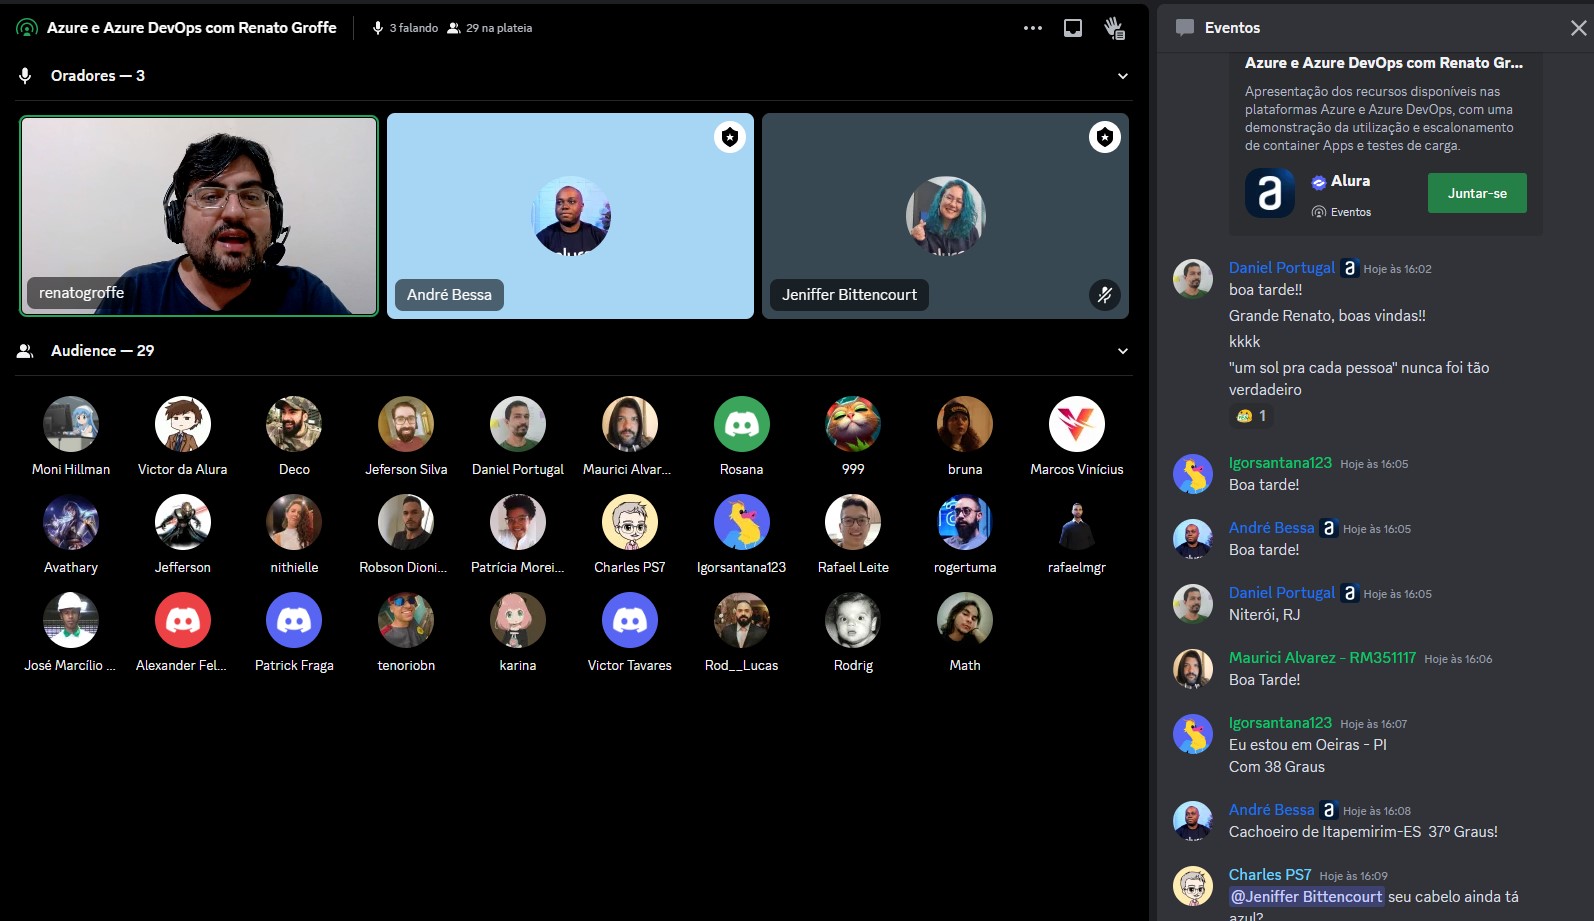 Azure e Azure DevOps com Renato Groffe
3 falando
29 na plateia
Oradores — 3
renatogroffe
André Bessa
Jeniffer Bittencourt
Audience — 29
Moni Hillman
Victor da Alura
Deco
Jeferson Silva
Daniel Portugal
Maurici Alvar...
Rosana
999
bruna
Marcos Vinícius
Avathary
Jefferson
nithielle
Robson Dioni...
Patrícia Morei...
Charles PS7
Igorsantana123
Rafael Leite
rogertuma
rafaelmgr
José Marcílio ...
Alexander Fel...
Patrick Fraga
tenoriobn
karina
Victor Tavares
Rod__Lucas
Rodrig
Math
Eventos
Azure e Azure DevOps com Renato Gr...
Apresentação dos recursos disponíveis nas
plataformas Azure e Azure DevOps, com uma
demonstração da utilização e escalonamento
de container Apps e testes de carga.
a
Alura
Eventos
Juntar-se
Daniel Portugal a Hoje às 16:02
boa tarde!!
Grande Renato, boas vindas!!
kkkk
"um sol pra cada pessoa" nunca foi tão
verdadeiro
1
Igorsantana123 Hoje às 16:05
Boa tarde!
André Bessa a Hoje às 16:05
Boa tarde!
Daniel Portugal a Hoje às 16:05
Niterói, RJ
Maurici Alvarez - RM351117 Hoje às 16:06
Boa Tarde!
Igorsantana123 Hoje às 16:07
Eu estou em Oeiras - PI
Com 38 Graus
André Bessa a Hoje às 16:08
Cachoeiro de Itapemirim-ES 37º Graus!
Charles PS7 Hoje às 16:09
@Jeniffer Bittencourt seu cabelo ainda tá
azul?